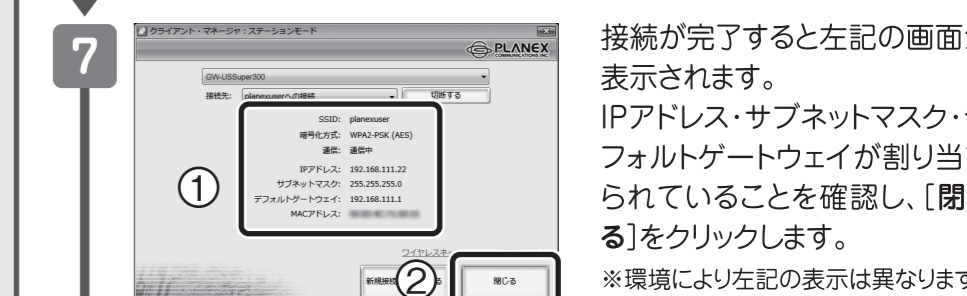 7
クライアント・マネージャ：ステーションモード
PLANEX
COMMUNICATIONS INC.
GW-USSuper300
接続先: planexuserへの接続 切断する
SSID: planexuser
暗号化方式: WPA2-PSK (AES)
通信: 通信中
①
IPアドレス: 192.168.111.22
サブネットマスク: 255.255.255.0
デフォルトゲートウェイ: 192.168.111.1
MACアドレス:
ワイヤレスネ
新規接続 ② る 閉じる
接続が完了すると左記の画面
表示されます。
IPアドレス・サブネットマスク・
フォルトゲートウェイが割り当
られていることを確認し、［閉
る］をクリックします。
※環境により左記の表示は異なります